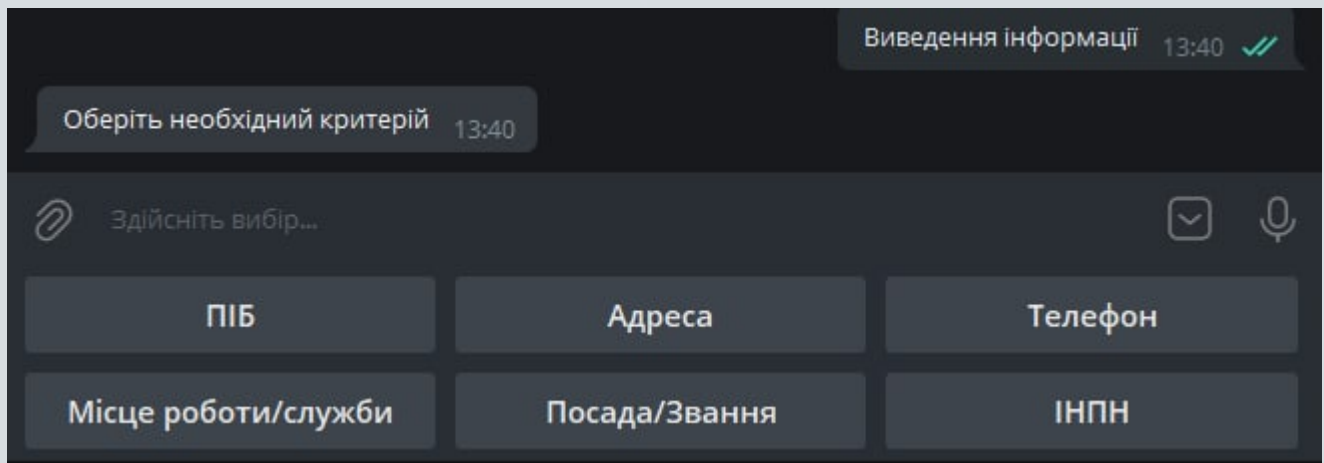 Виведення інформації 13:40
Оберіть необхідний критерій 13:40
Здійсніть вибір...
ПІБ Адреса Телефон
Місце роботи/служби Посада/Звання ІНПН